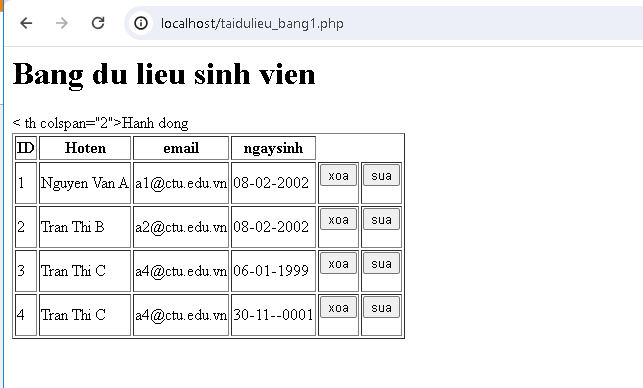 localhost/taidulieu_bang1.php
Bang du lieu sinh vien
< th colspan="2">Hanh dong
ID Hoten email ngaysinh
1 Nguyen Van A a1@ctu.edu.vn 08-02-2002 xoa sua
2 Tran Thi B a2@ctu.edu.vn 08-02-2002 xoa sua
3 Tran Thi C a4@ctu.edu.vn 06-01-1999 xoa sua
4 Tran Thi C a4@ctu.edu.vn 30-11--0001 xoa sua